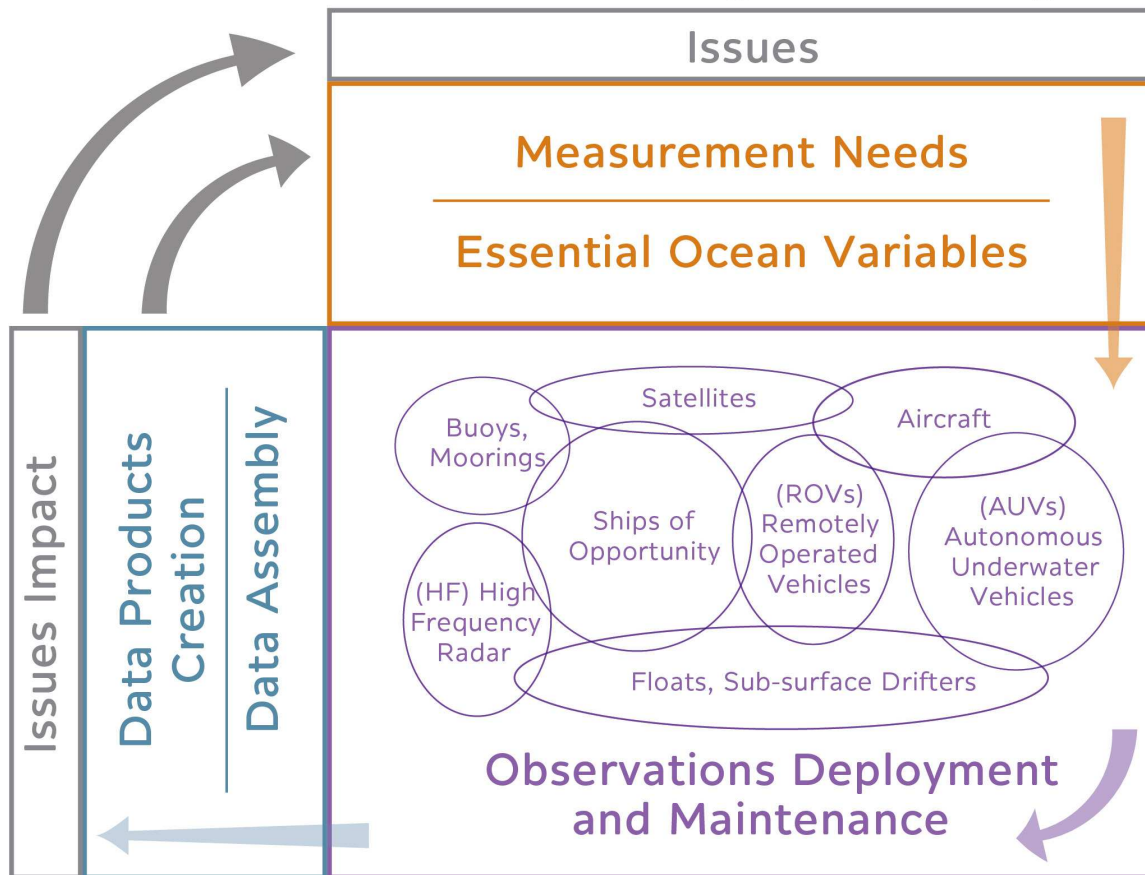 Issues
Measurement Needs
Essential Ocean Variables
Satellites
Aircraft
Buoys,
Moorings
Ships of
Opportunity
(ROVs)
Remotely
Operated
Vehicles
(AUVs)
Autonomous
Underwater
Vehicles
(HF) High
Frequency
Radar
Floats, Sub-surface Drifters
Observations Deployment
and Maintenance
Issues Impact
Data Products
Creation
Data Assembly